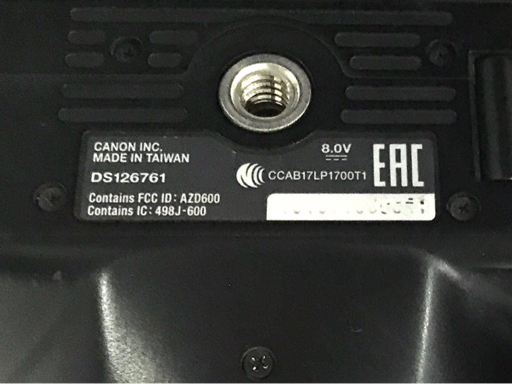 CANON INC.
MADE IN TAIWAN
DS126761
Contains FCC ID: AZD600
Contains IC: 498J-600
8.0V
CCAB17LP1700T1
EAC